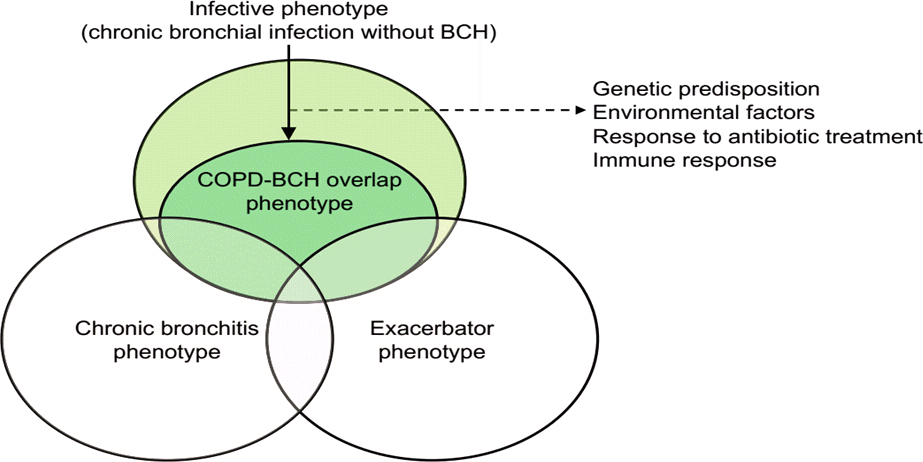 Infective phenotype
(chronic bronchial infection without BCH)
Genetic predisposition
Environmental factors
Response to antibiotic treatment
Immune response
COPD-BCH overlap
phenotype
Chronic bronchitis
phenotype
Exacerbator
phenotype